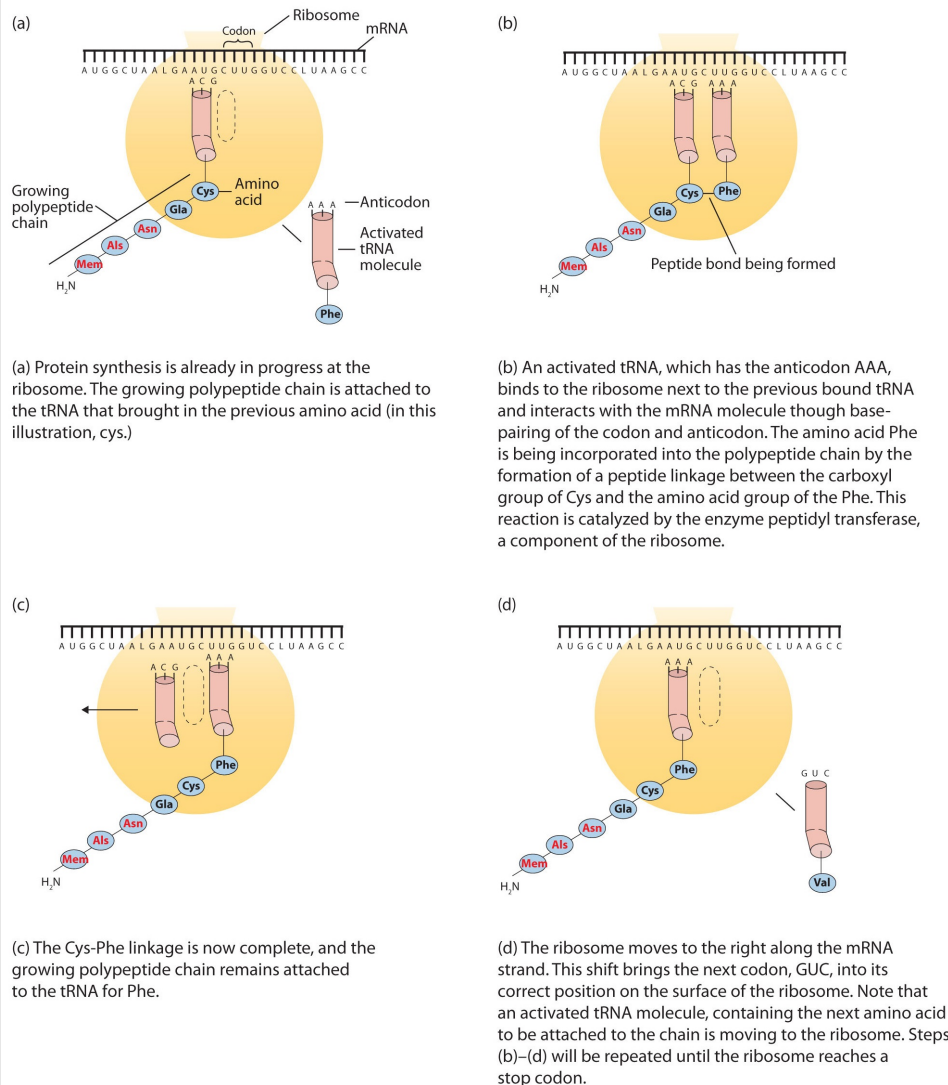 (a)
Ribosome
Codon
mRNA
A U G G C U A A L G A A U G C U U G G U C C L U A A G C C
A C G
Cys
Amino
acid
Growing
polypeptide
chain
Gla
Asn
Als
Mem
H2N
A A A
Anticodon
Activated
tRNA
molecule
Phe
(a) Protein synthesis is already in progress at the
ribosome. The growing polypeptide chain is attached to
the tRNA that brought in the previous amino acid (in this
illustration, cys.)
(b)
A U G G C U A A L G A A U G C U U G G U C C L U A A G C C
A C G A A A
Cys
Phe
Gla
Asn
Als
Mem
H2N
Peptide bond being formed
(b) An activated tRNA, which has the anticodon AAA,
binds to the ribosome next to the previous bound tRNA
and interacts with the mRNA molecule though base-
pairing of the codon and anticodon. The amino acid Phe
is being incorporated into the polypeptide chain by the
formation of a peptide linkage between the carboxyl
group of Cys and the amino acid group of the Phe. This
reaction is catalyzed by the enzyme peptidyl transferase,
a component of the ribosome.
(c)
A U G G C U A A L G A A U G C U U G G U C C L U A A G C C
A C G
A A A
Phe
Cys
Gla
Asn
Als
Mem
H2N
(c) The Cys-Phe linkage is now complete, and the
growing polypeptide chain remains attached
to the tRNA for Phe.
(d)
A U G G C U A A L G A A U G C U U G G U C C L U A A G C C
A A A
Phe
Cys
Gla
Asn
Als
Mem
H2N
G U C
Val
(d) The ribosome moves to the right along the mRNA
strand. This shift brings the next codon, GUC, into its
correct position on the surface of the ribosome. Note that
an activated tRNA molecule, containing the next amino acid
to be attached to the chain is moving to the ribosome. Steps
(b)–(d) will be repeated until the ribosome reaches a
stop codon.